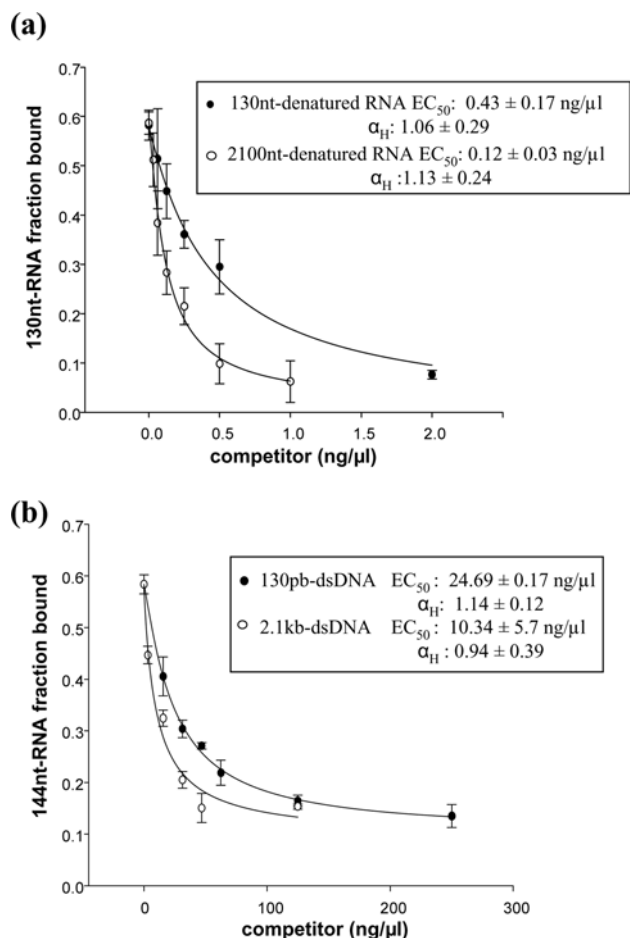 (a)
0.7
0.6
0.5
0.4
0.3
0.2
0.1
0.0
130nt-RNA fraction bound
● 130nt-denatured RNA EC₅₀: 0.43 ± 0.17 ng/µl
α_H: 1.06 ± 0.29
○ 2100nt-denatured RNA EC₅₀: 0.12 ± 0.03 ng/µl
α_H :1.13 ± 0.24
0.0 0.5 1.0 1.5 2.0
competitor (ng/µl)
(b)
0.7
0.6
0.5
0.4
0.3
0.2
0.1
0.0
144nt-RNA fraction bound
● 130pb-dsDNA EC₅₀: 24.69 ± 0.17 ng/µl
α_H: 1.14 ± 0.12
○ 2.1kb-dsDNA EC₅₀: 10.34 ± 5.7 ng/µl
α_H : 0.94 ± 0.39
0 100 200 300
competitor (ng/µl)